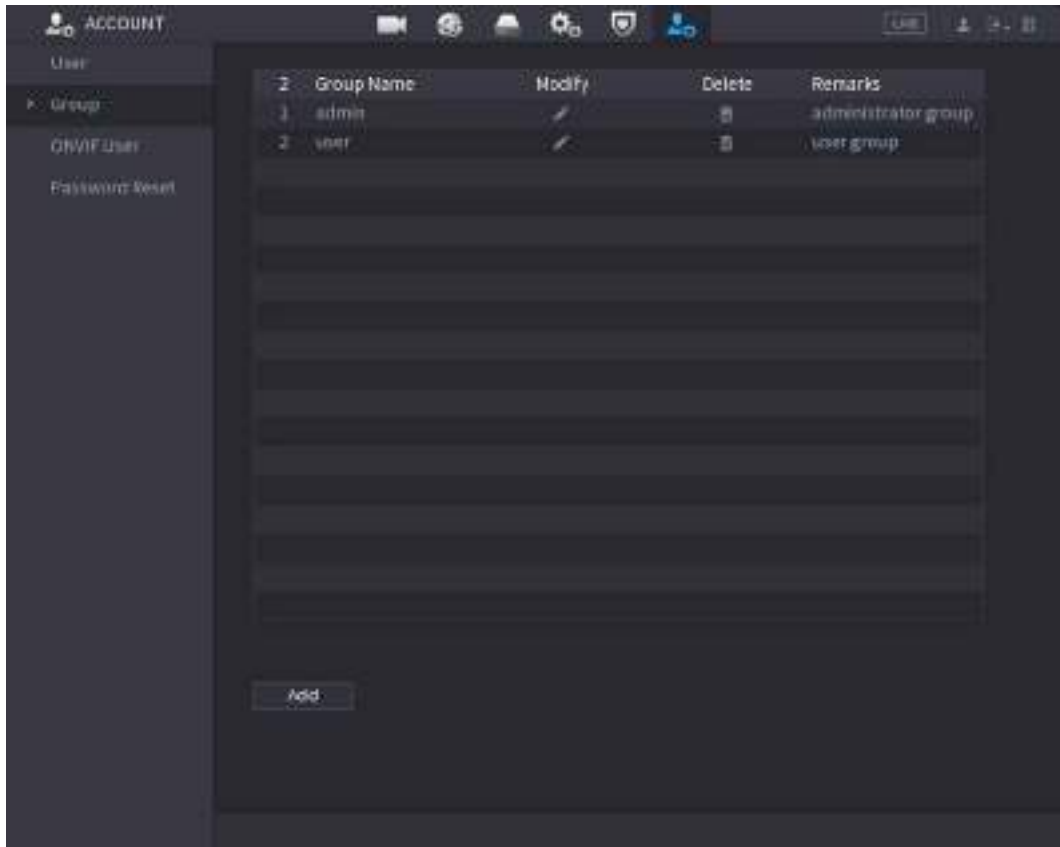 ACCOUNT
LIVE
User
Group
ONVIF User
Password Reset
2 Group Name Modify Delete Remarks
1 admin administrator group
2 user user group
Add